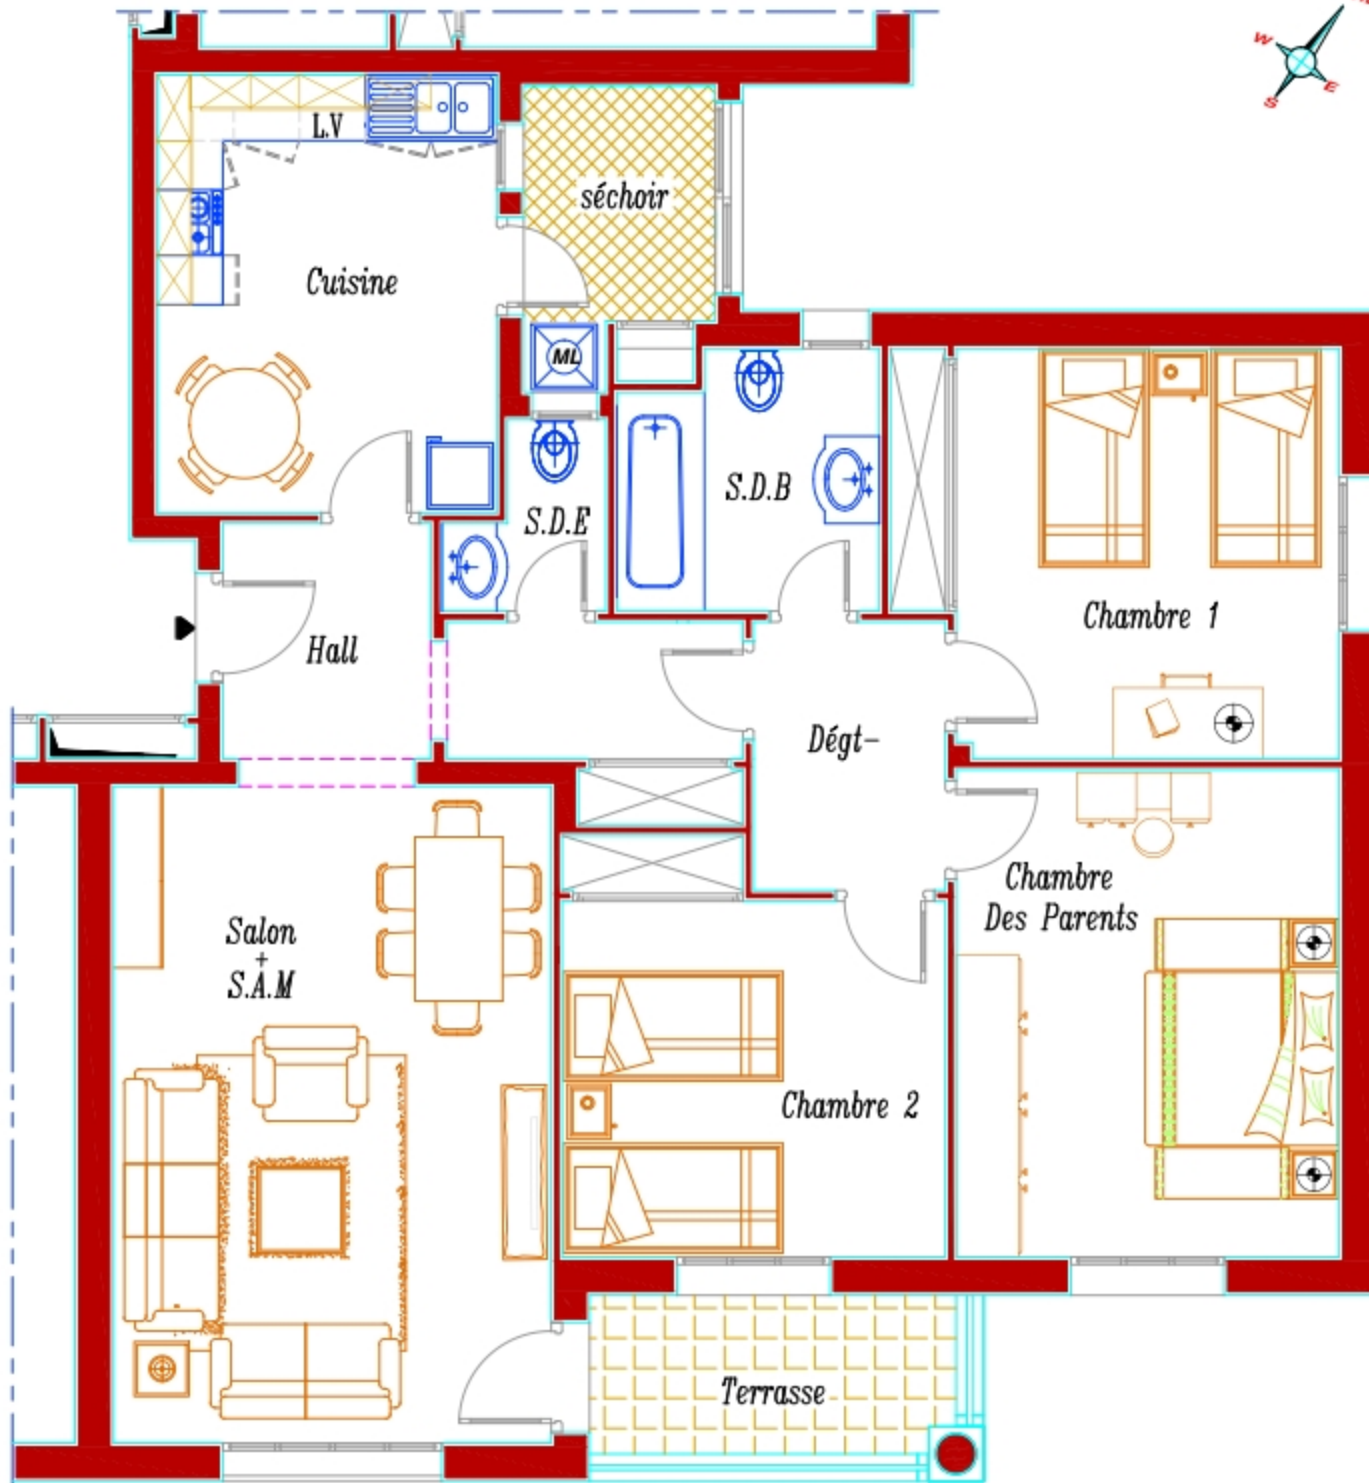 W
E
S
L.V
séchoir
Cuisine
ML
S.D.B
S.D.E
Chambre 1
Hall
Dégt-
Chambre
Des Parents
Salon
+
S.A.M
Chambre 2
Terrasse